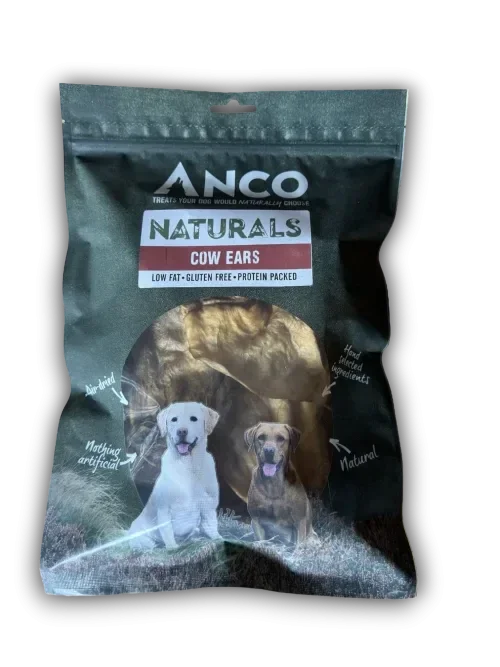 ANCO
TREATS YOUR DOG WOULD NATURALLY CHOOSE
NATURALS
COW EARS
LOW FAT • GLUTEN FREE • PROTEIN PACKED
Air-dried
Hand
selected
ingredients
Nothing
artificial
Natural